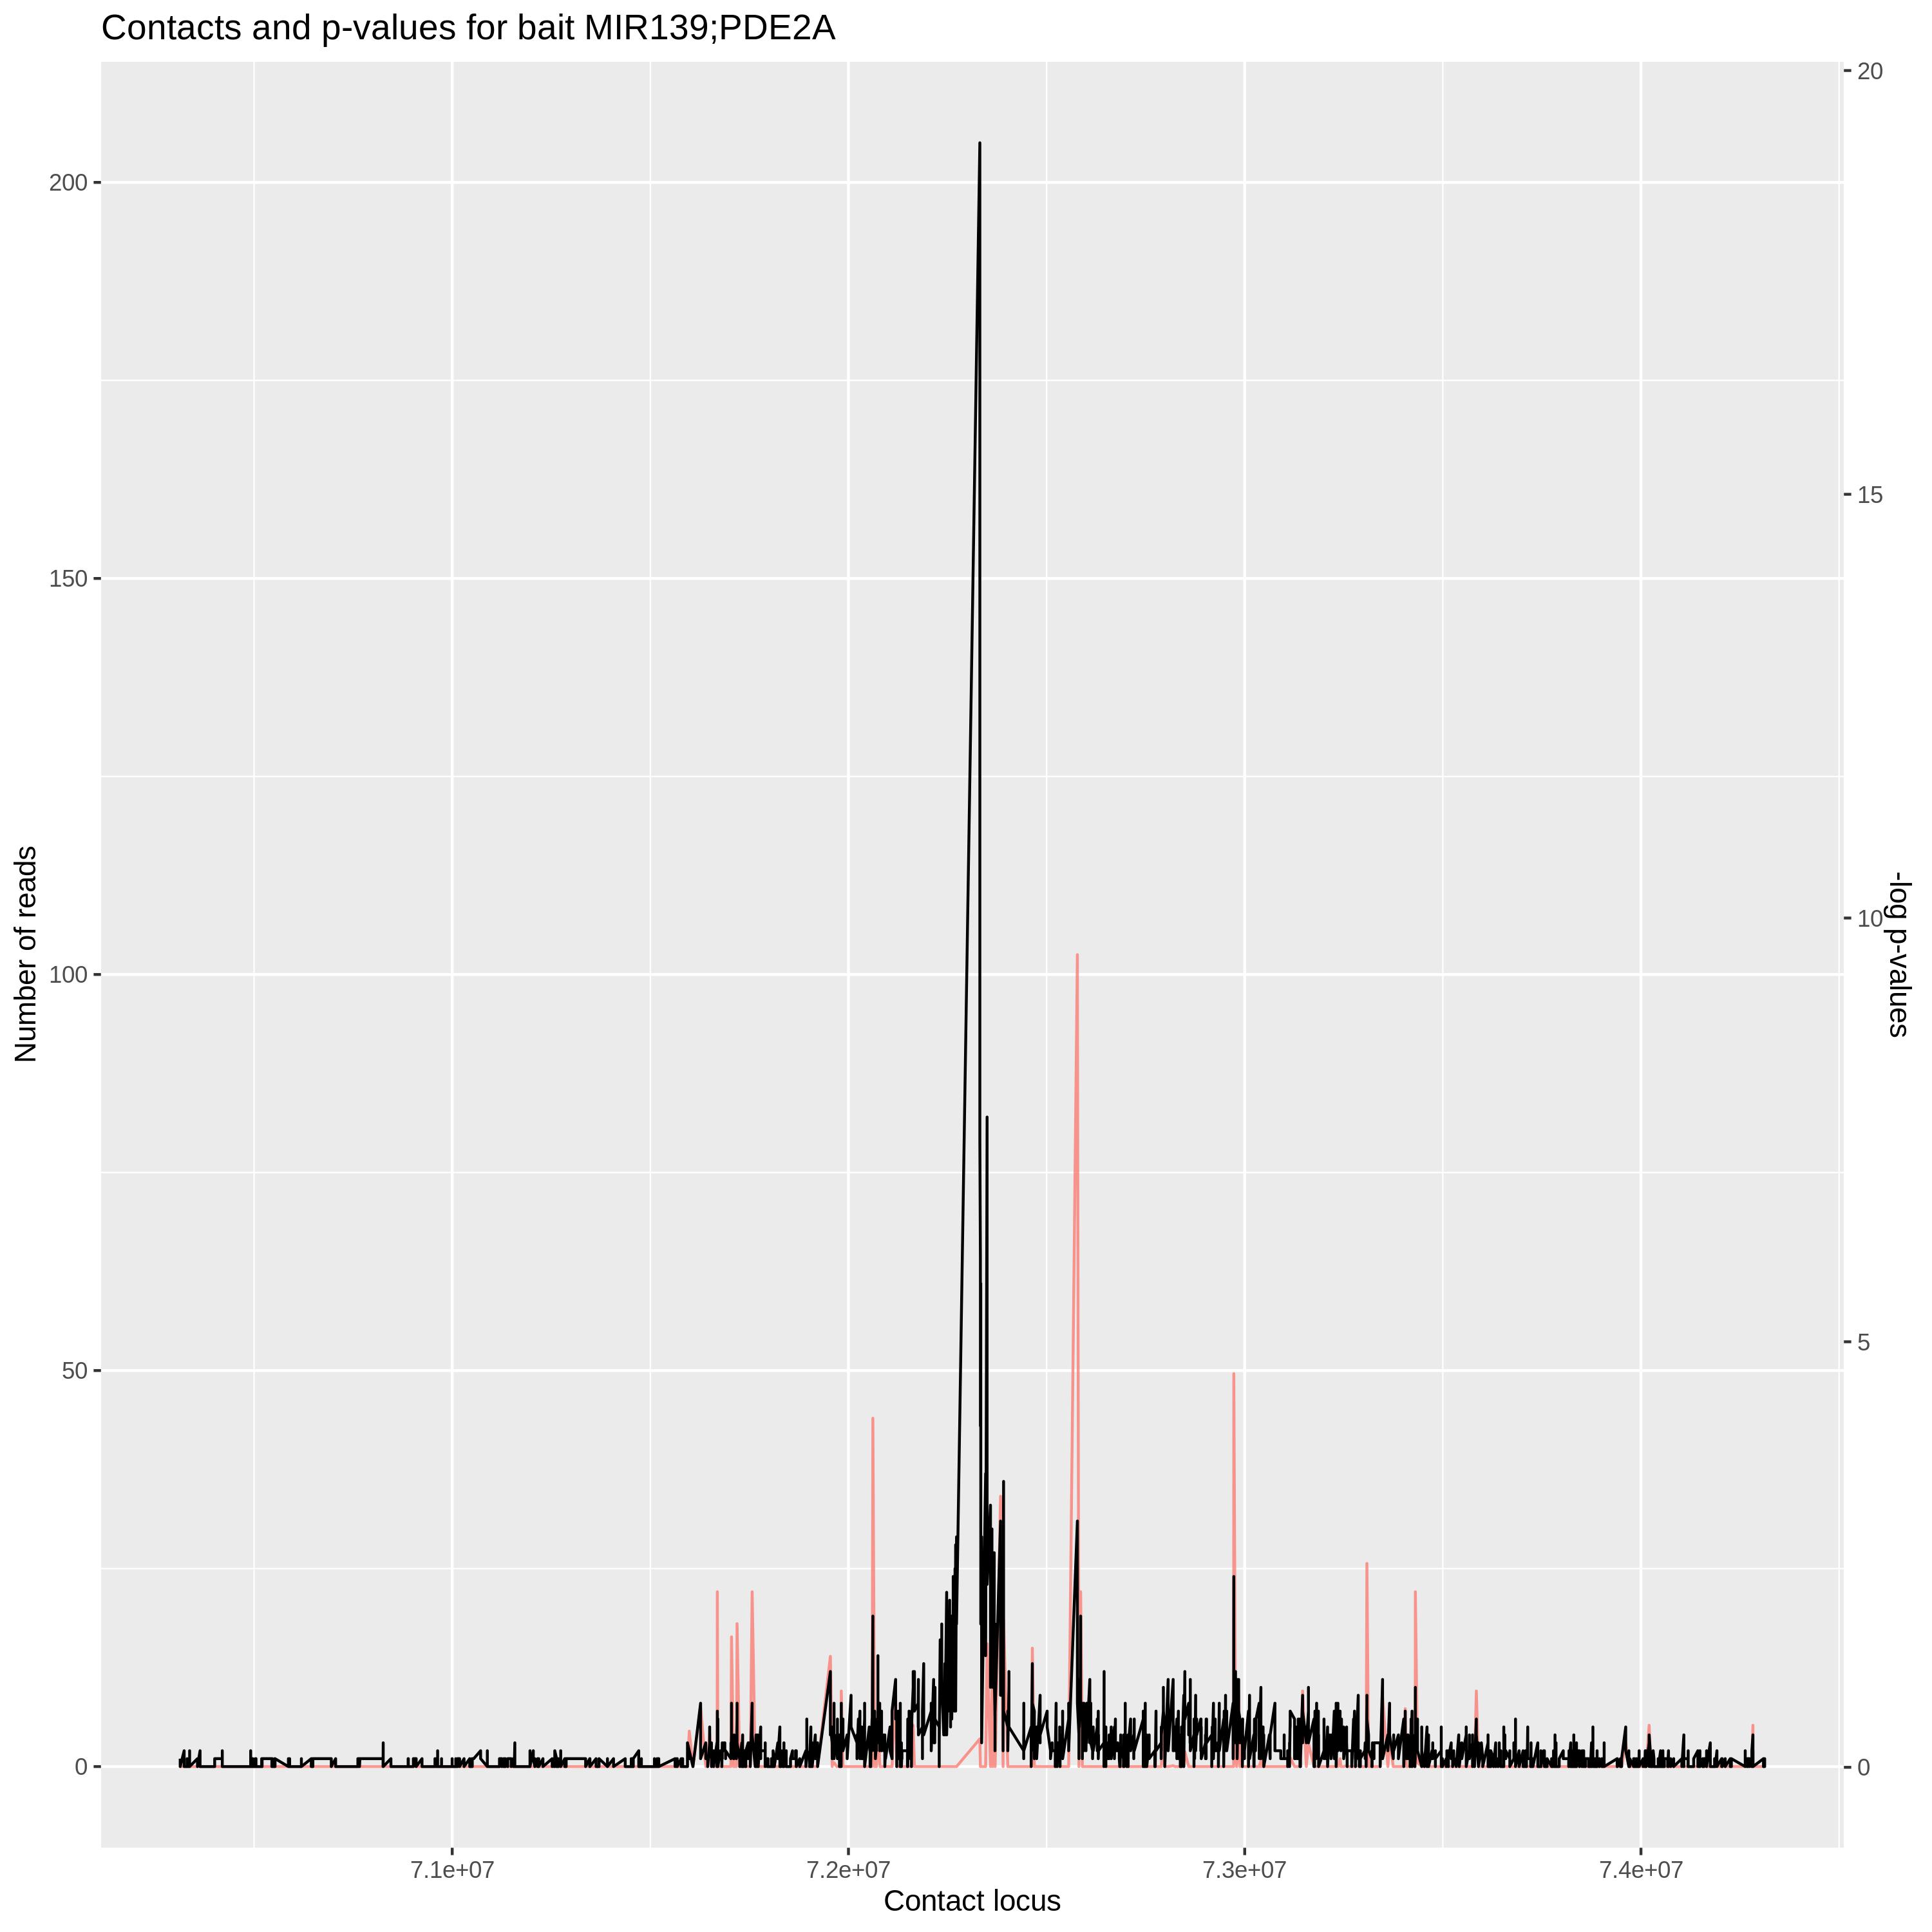 Contacts and p-values for bait MIR139;PDE2A
200
150
100
50
0
Number of reads
20
15
10
5
0
-log p-values
7.1e+07
7.2e+07
7.3e+07
7.4e+07
Contact locus